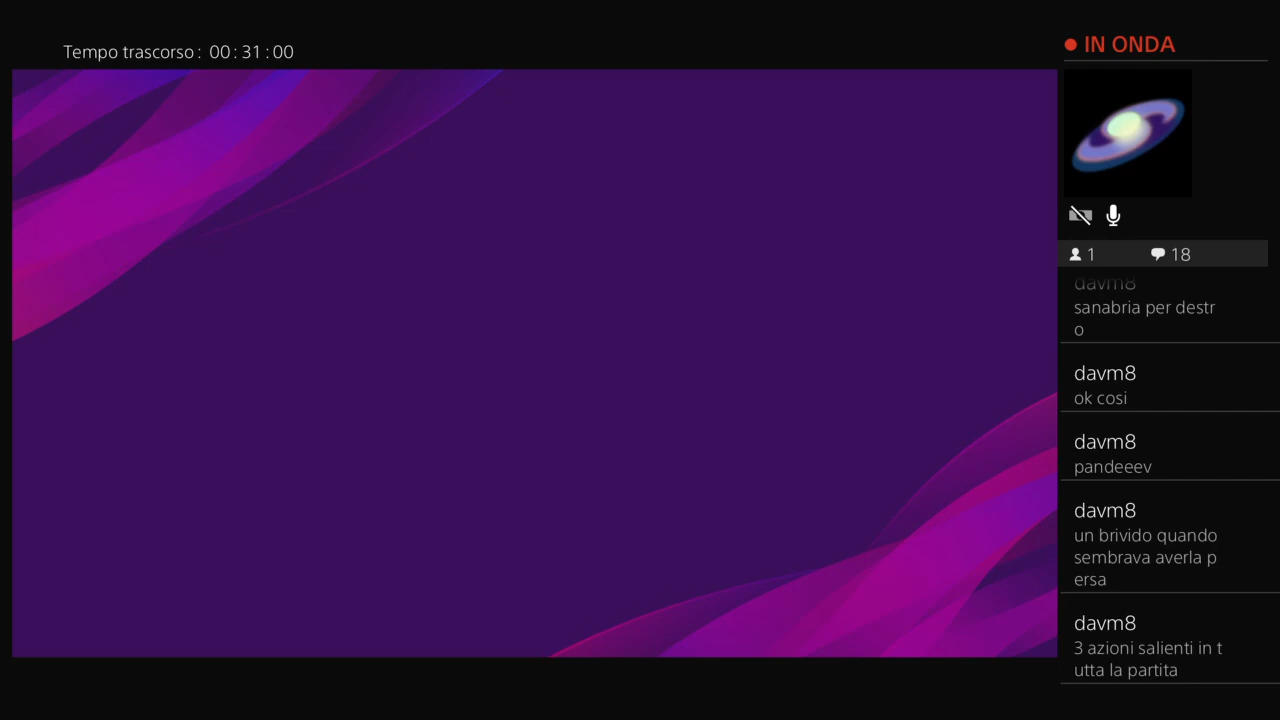 Tempo trascorso: 00:31:00
IN ONDA
1 18
davm8
sanabria per destr
o
davm8
ok cosi
davm8
pandeeev
davm8
un brivido quando
sembrava averla p
ersa
davm8
3 azioni salienti in t
utta la partita